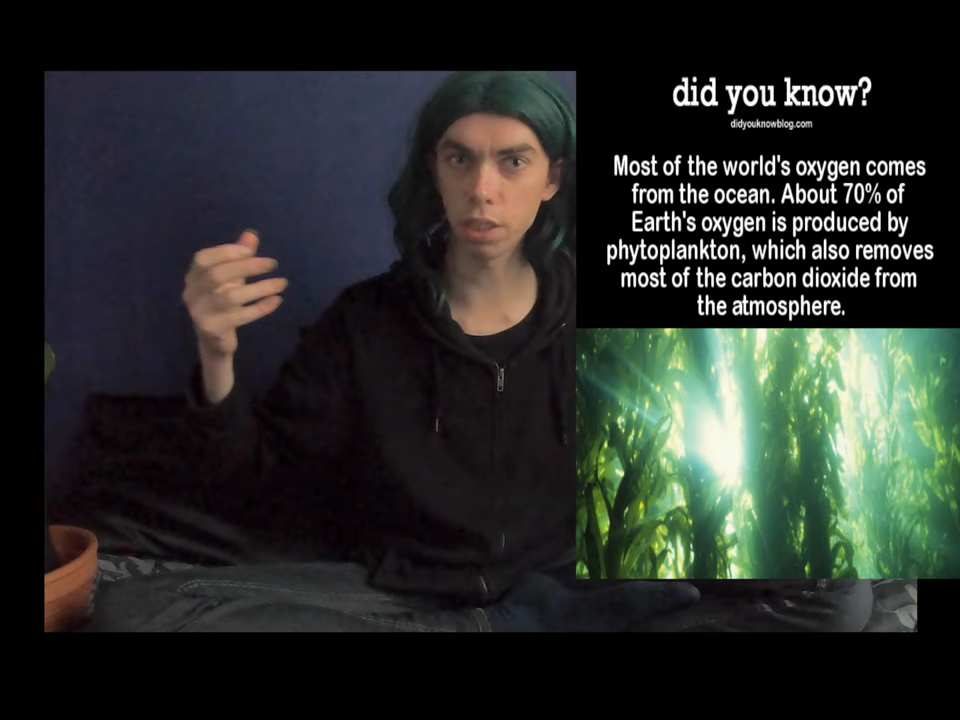 did you know?
didyouknowblog.com
Most of the world's oxygen comes
from the ocean. About 70% of
Earth's oxygen is produced by
phytoplankton, which also removes
most of the carbon dioxide from
the atmosphere.